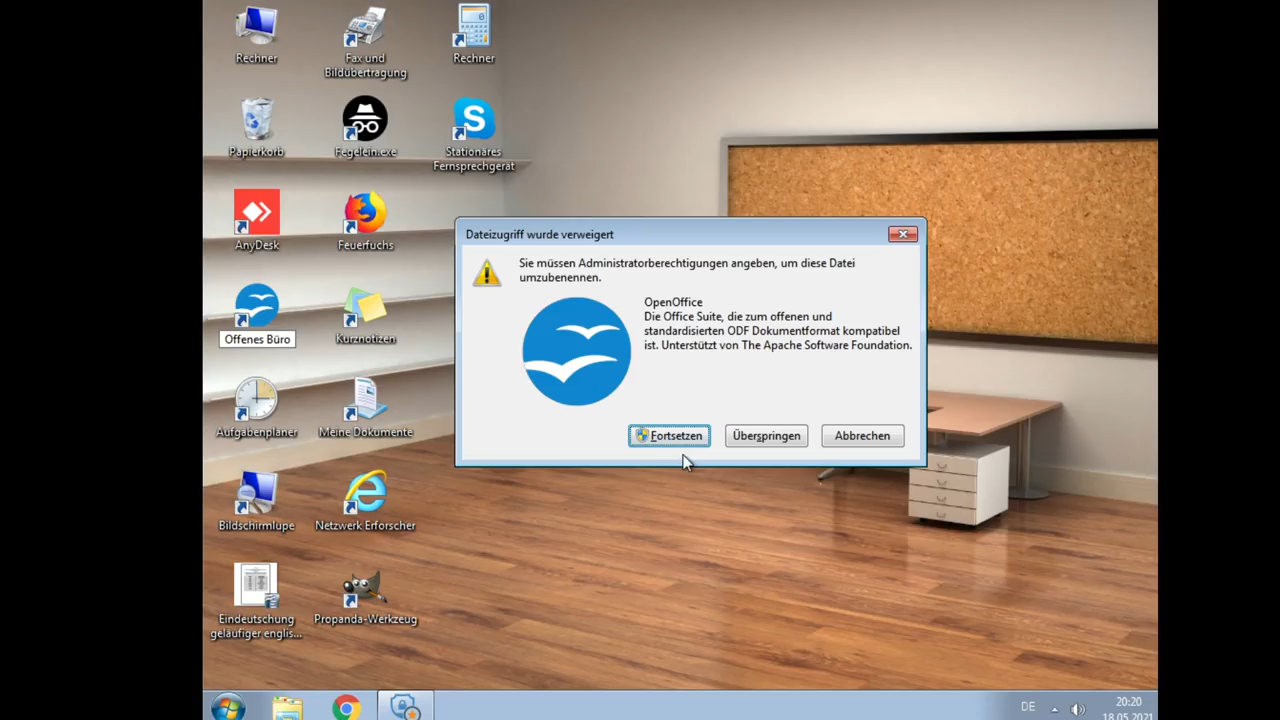 Rechner
Fax und
Bildübertragung
Rechner
Papierkorb
Fegelein.exe
Stationäres
Fernsprechgerät
AnyDesk
Feuerfuchs
Offenes Büro
Kurznotizen
Aufgabenplaner
Meine Dokumente
Bildschirmlupe
Netzwerk Erforscher
Eindeutschung
geläufiger englis...
Propanda-Werkzeug
Dateizugriff wurde verweigert
Sie müssen Administratorberechtigungen angeben, um diese Datei
umzubenennen.
OpenOffice
Die Office Suite, die zum offenen und
standardisierten ODF Dokumentformat kompatibel
ist. Unterstützt von The Apache Software Foundation.
Fortsetzen
Überspringen
Abbrechen
DE
20:20
18.05.2021